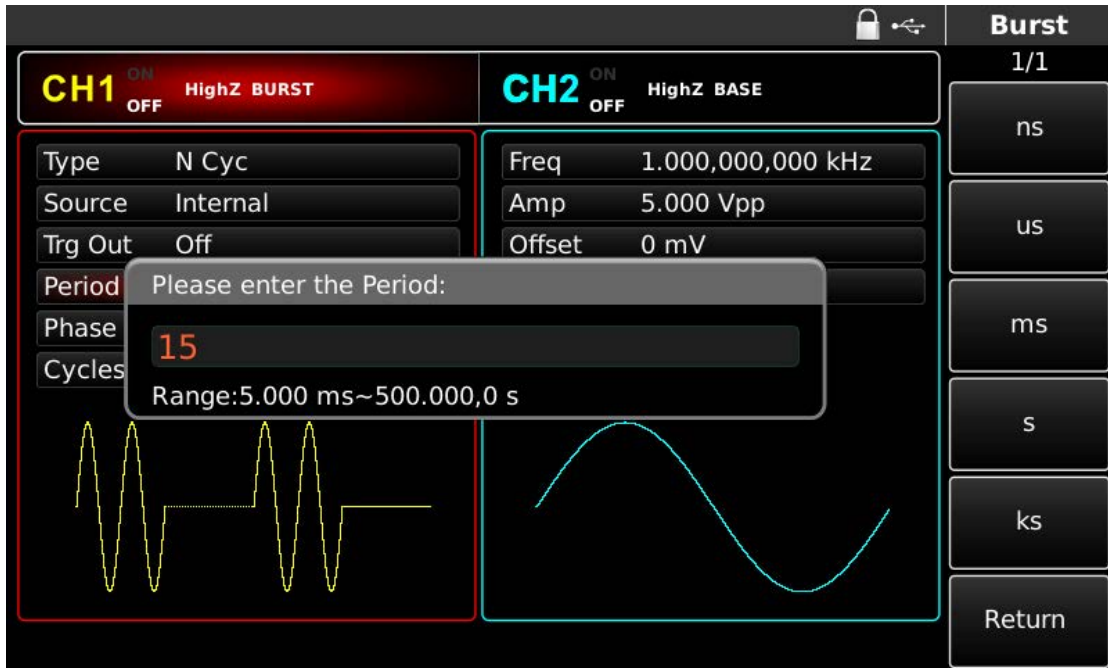 Burst
1/1
CH1 ON OFF HighZ BURST
CH2 ON OFF HighZ BASE
Type N Cyc
Source Internal
Trg Out Off
Period
Phase
Cycles
Freq 1.000,000,000 kHz
Amp 5.000 Vpp
Offset 0 mV
Please enter the Period:
15
Range:5.000 ms~500.000,0 s
ns
us
ms
s
ks
Return